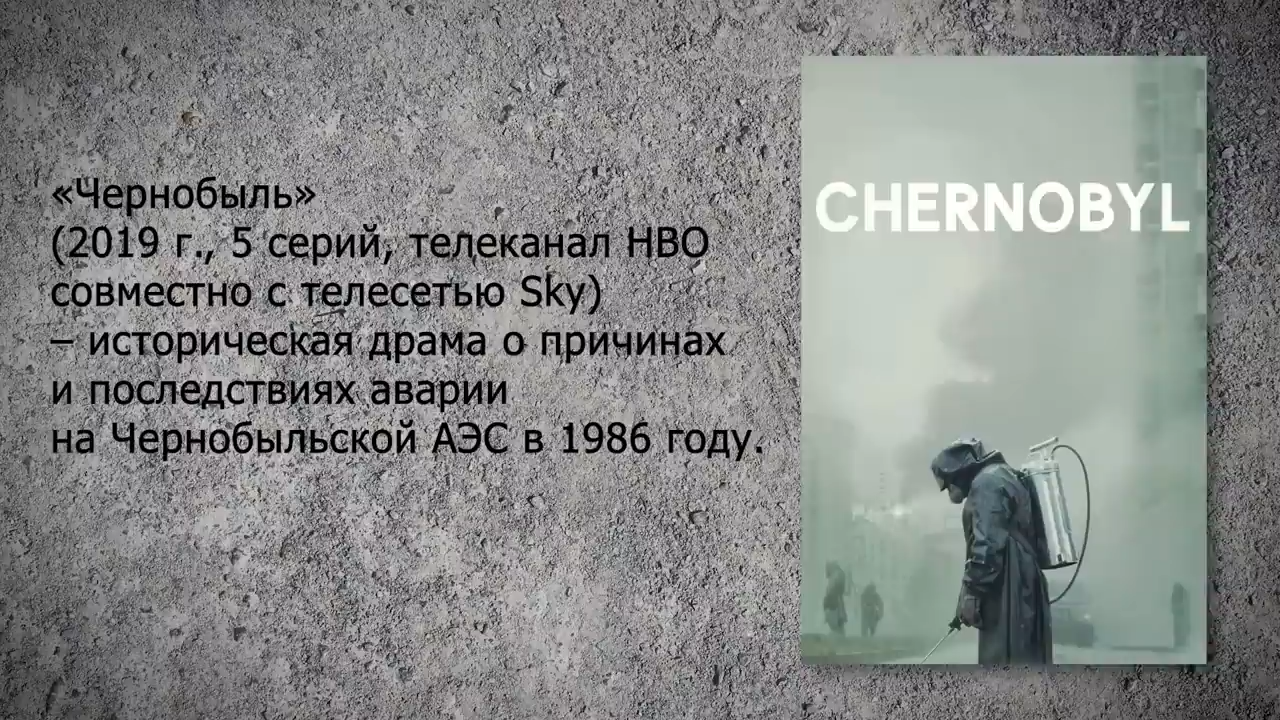 «Чернобыль»
(2019 г., 5 серий, телеканал HBO
совместно с телесетью Sky)
– историческая драма о причинах
и последствиях аварии
на Чернобыльской АЭС в 1986 году.
CHERNOBYL